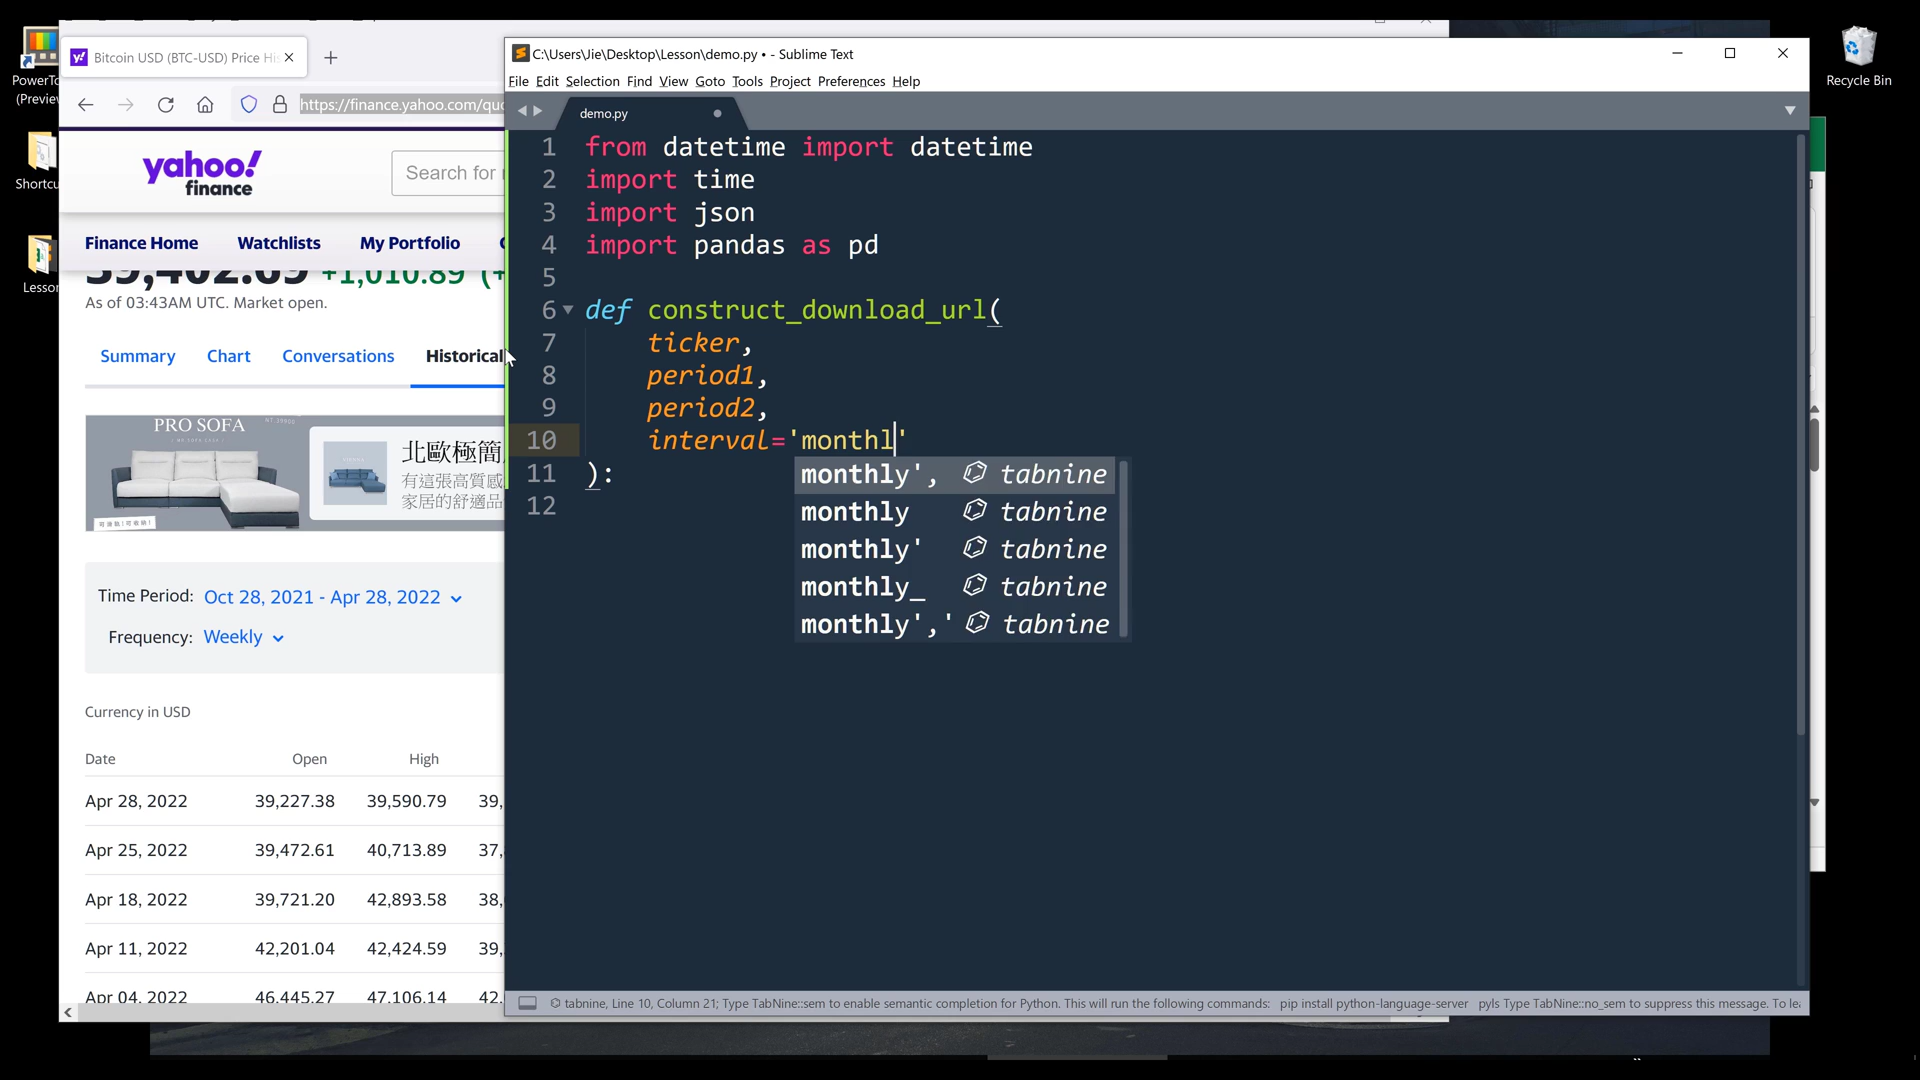 PowerTo
(Preview
Shortcu
Lesson
Recycle Bin
Bitcoin USD (BTC-USD) Price His
https://finance.yahoo.com/quo
yahoo!
finance
Search for n
Finance Home
Watchlists
My Portfolio
39,402.69 +1,010.89 (+
As of 03:43AM UTC. Market open.
Summary
Chart
Conversations
Historical
PRO SOFA
NT.39800
北歐極簡
有這張高質感
家居的舒適品
Time Period: Oct 28, 2021 - Apr 28, 2022
Frequency: Weekly
Currency in USD
Date Open High
Apr 28, 2022 39,227.38 39,590.79 39,
Apr 25, 2022 39,472.61 40,713.89 37,
Apr 18, 2022 39,721.20 42,893.58 38,
Apr 11, 2022 42,201.04 42,424.59 39,
Apr 04, 2022 46,445.27 47,106.14 42,
C:\Users\Jie\Desktop\Lesson\demo.py • - Sublime Text
File Edit Selection Find View Goto Tools Project Preferences Help
demo.py
1 from datetime import datetime
2 import time
3 import json
4 import pandas as pd
5
6 def construct_download_url(
7 ticker,
8 period1,
9 period2,
10 interval='monthl'
11 ):
12
monthly', tabnine
monthly tabnine
monthly' tabnine
monthly_ tabnine
monthly',' tabnine
tabnine, Line 10, Column 21; Type TabNine::sem to enable semantic completion for Python. This will run the following commands: pip install python-language-server pyls Type TabNine::no_sem to suppress this message. To le